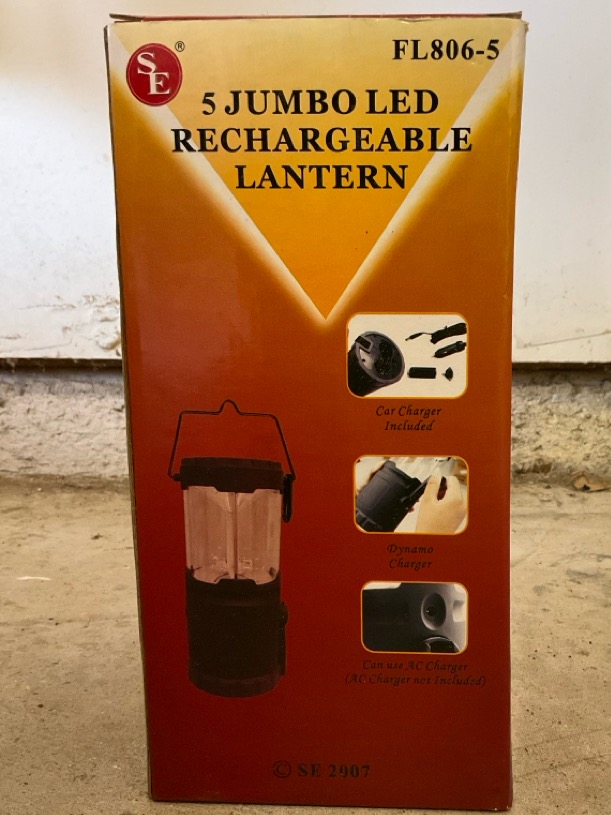 SE ®
FL806-5
5 JUMBO LED
RECHARGEABLE
LANTERN
Car Charger
Included
Dynamo
Charger
Can use AC Charger
(AC Charger not Included)
© SE 2007